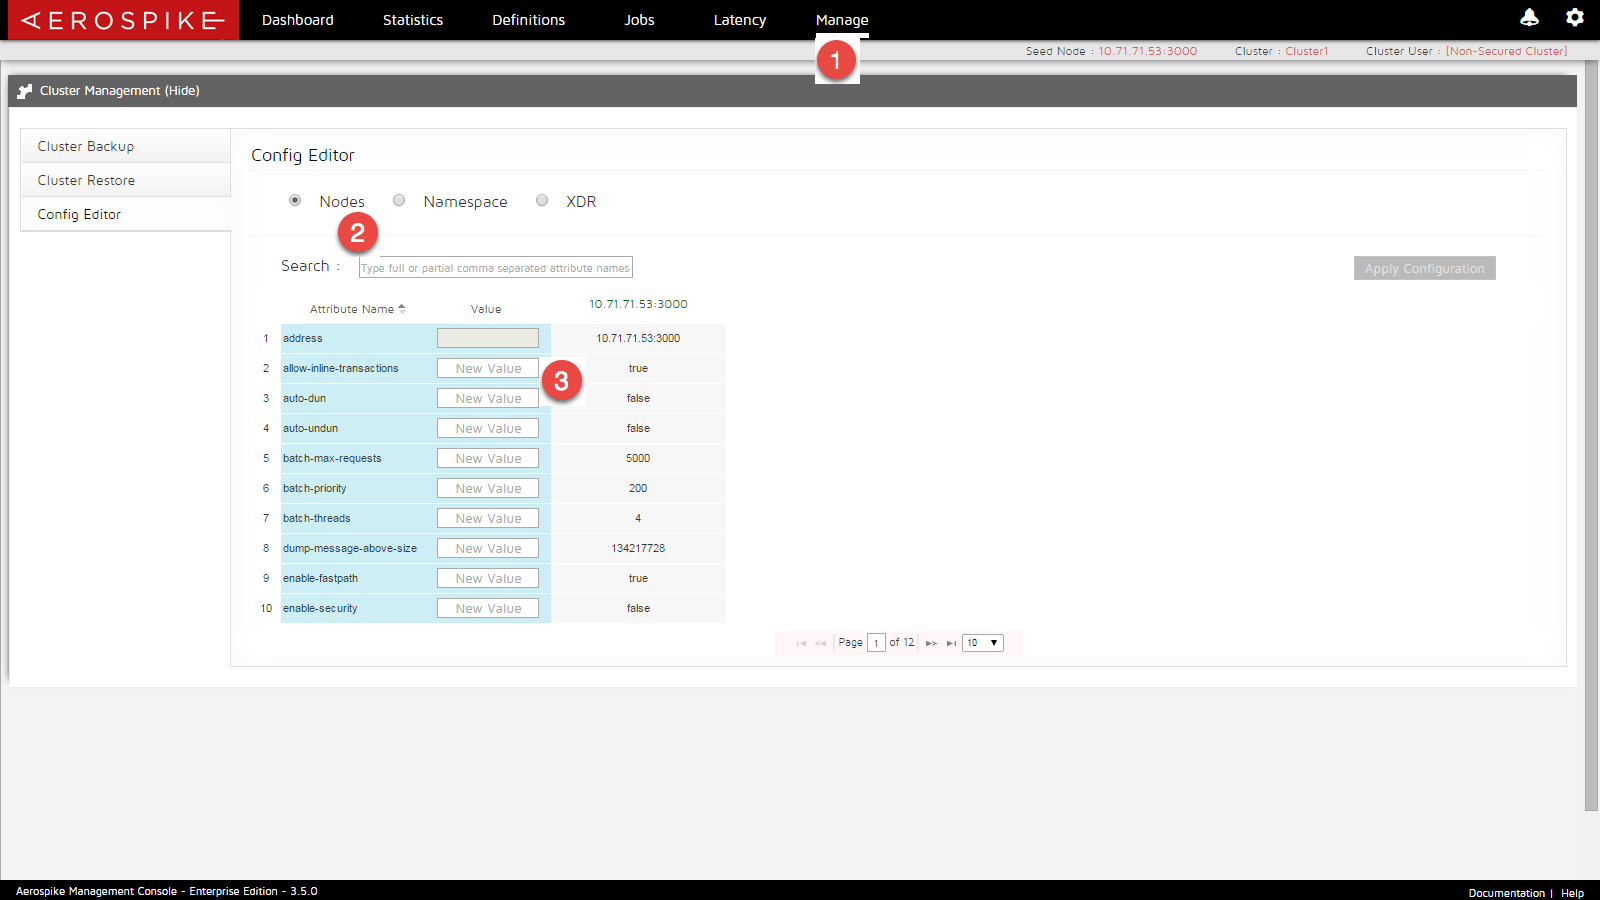 AEROSPIKE Dashboard Statistics Definitions Jobs Latency Manage
1
Seed Node : 10.71.71.53:3000 Cluster : Cluster1 Cluster User : [Non-Secured Cluster]
Cluster Management (Hide)
Cluster Backup
Cluster Restore
Config Editor
Config Editor
Nodes Namespace XDR
2
Search : Type full or partial comma separated attribute names Apply Configuration
Attribute Name Value 10.71.71.53:3000
1 address 10.71.71.53:3000
2 allow-inline-transactions New Value true
3
3 auto-dun New Value false
4 auto-undun New Value false
5 batch-max-requests New Value 5000
6 batch-priority New Value 200
7 batch-threads New Value 4
8 dump-message-above-size New Value 134217728
9 enable-fastpath New Value true
10 enable-security New Value false
Page 1 of 12 10
Aerospike Management Console - Enterprise Edition - 3.5.0 Documentation | Help